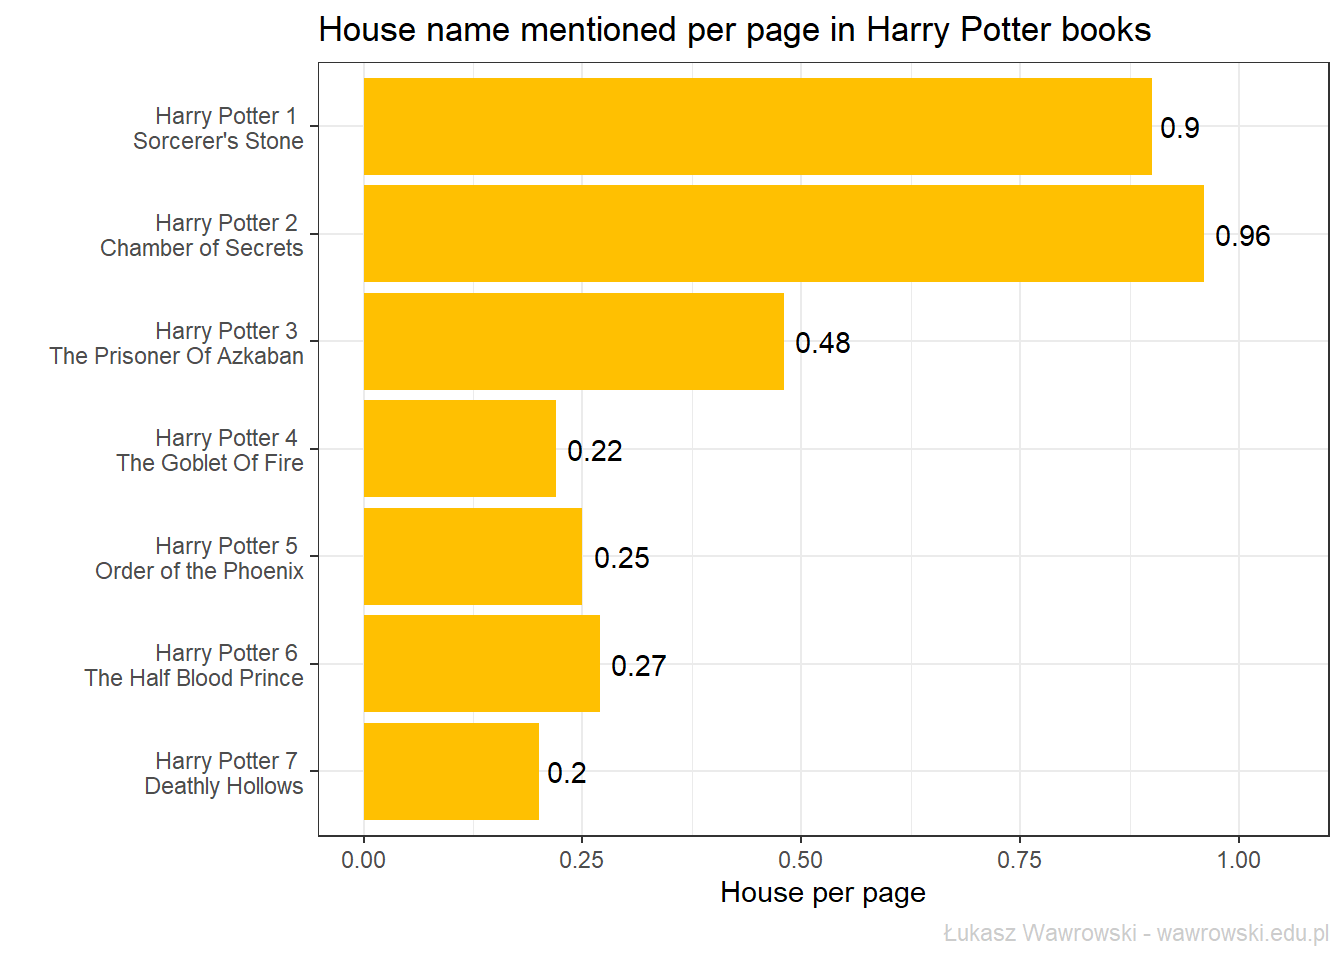 House name mentioned per page in Harry Potter books
Harry Potter 1
Sorcerer's Stone
0.9
Harry Potter 2
Chamber of Secrets
0.96
Harry Potter 3
The Prisoner Of Azkaban
0.48
Harry Potter 4
The Goblet Of Fire
0.22
Harry Potter 5
Order of the Phoenix
0.25
Harry Potter 6
The Half Blood Prince
0.27
Harry Potter 7
Deathly Hollows
0.2
0.00 0.25 0.50 0.75 1.00
House per page
Łukasz Wawrowski - wawrowski.edu.pl